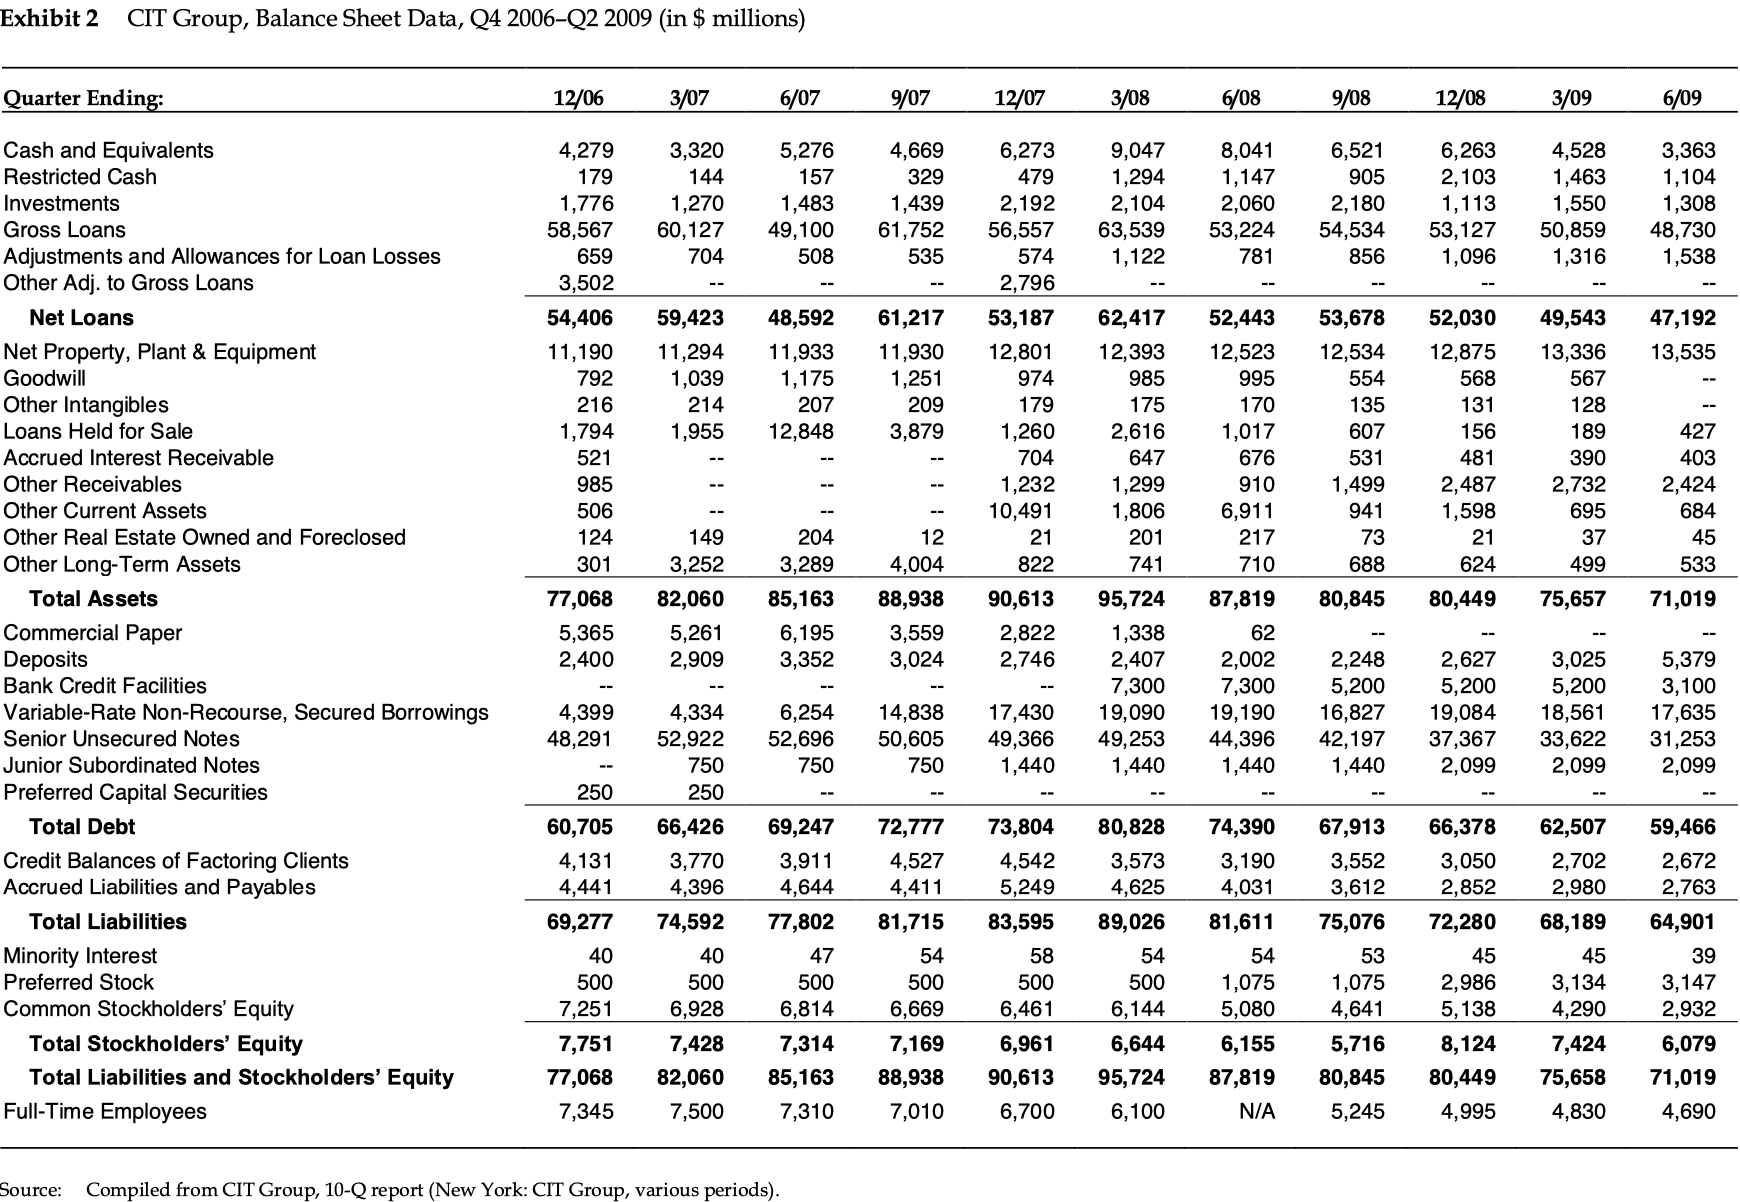 Exhibit 2 CIT Group, Balance Sheet Data, Q4 2006–Q2 2009 (in $ millions)
Quarter Ending: 12/06 3/07 6/07 9/07 12/07 3/08 6/08 9/08 12/08 3/09 6/09
Cash and Equivalents 4,279 3,320 5,276 4,669 6,273 9,047 8,041 6,521 6,263 4,528 3,363
Restricted Cash 179 144 157 329 479 1,294 1,147 905 2,103 1,463 1,104
Investments 1,776 1,270 1,483 1,439 2,192 2,104 2,060 2,180 1,113 1,550 1,308
Gross Loans 58,567 60,127 49,100 61,752 56,557 63,539 53,224 54,534 53,127 50,859 48,730
Adjustments and Allowances for Loan Losses 659 704 508 535 574 1,122 781 856 1,096 1,316 1,538
Other Adj. to Gross Loans 3,502 -- -- -- 2,796 -- -- -- -- -- --
Net Loans 54,406 59,423 48,592 61,217 53,187 62,417 52,443 53,678 52,030 49,543 47,192
Net Property, Plant & Equipment 11,190 11,294 11,933 11,930 12,801 12,393 12,523 12,534 12,875 13,336 13,535
Goodwill 792 1,039 1,175 1,251 974 985 995 554 568 567 --
Other Intangibles 216 214 207 209 179 175 170 135 131 128 --
Loans Held for Sale 1,794 1,955 12,848 3,879 1,260 2,616 1,017 607 156 189 427
Accrued Interest Receivable 521 -- -- -- 704 647 676 531 481 390 403
Other Receivables 985 -- -- -- 1,232 1,299 910 1,499 2,487 2,732 2,424
Other Current Assets 506 -- -- -- 10,491 1,806 6,911 941 1,598 695 684
Other Real Estate Owned and Foreclosed 124 149 204 12 21 201 217 73 21 37 45
Other Long-Term Assets 301 3,252 3,289 4,004 822 741 710 688 624 499 533
Total Assets 77,068 82,060 85,163 88,938 90,613 95,724 87,819 80,845 80,449 75,657 71,019
Commercial Paper 5,365 5,261 6,195 3,559 2,822 1,338 62 -- -- -- --
Deposits 2,400 2,909 3,352 3,024 2,746 2,407 2,002 2,248 2,627 3,025 5,379
Bank Credit Facilities -- -- -- -- -- 7,300 7,300 5,200 5,200 5,200 3,100
Variable-Rate Non-Recourse, Secured Borrowings 4,399 4,334 6,254 14,838 17,430 19,090 19,190 16,827 19,084 18,561 17,635
Senior Unsecured Notes 48,291 52,922 52,696 50,605 49,366 49,253 44,396 42,197 37,367 33,622 31,253
Junior Subordinated Notes -- 750 750 750 1,440 1,440 1,440 1,440 2,099 2,099 2,099
Preferred Capital Securities 250 250 -- -- -- -- -- -- -- -- --
Total Debt 60,705 66,426 69,247 72,777 73,804 80,828 74,390 67,913 66,378 62,507 59,466
Credit Balances of Factoring Clients 4,131 3,770 3,911 4,527 4,542 3,573 3,190 3,552 3,050 2,702 2,672
Accrued Liabilities and Payables 4,441 4,396 4,644 4,411 5,249 4,625 4,031 3,612 2,852 2,980 2,763
Total Liabilities 69,277 74,592 77,802 81,715 83,595 89,026 81,611 75,076 72,280 68,189 64,901
Minority Interest 40 40 47 54 58 54 54 53 45 45 39
Preferred Stock 500 500 500 500 500 500 1,075 1,075 2,986 3,134 3,147
Common Stockholders' Equity 7,251 6,928 6,814 6,669 6,461 6,144 5,080 4,641 5,138 4,290 2,932
Total Stockholders' Equity 7,751 7,428 7,314 7,169 6,961 6,644 6,155 5,716 8,124 7,424 6,079
Total Liabilities and Stockholders' Equity 77,068 82,060 85,163 88,938 90,613 95,724 87,819 80,845 80,449 75,658 71,019
Full-Time Employees 7,345 7,500 7,310 7,010 6,700 6,100 N/A 5,245 4,995 4,830 4,690
Source: Compiled from CIT Group, 10-Q report (New York: CIT Group, various periods).